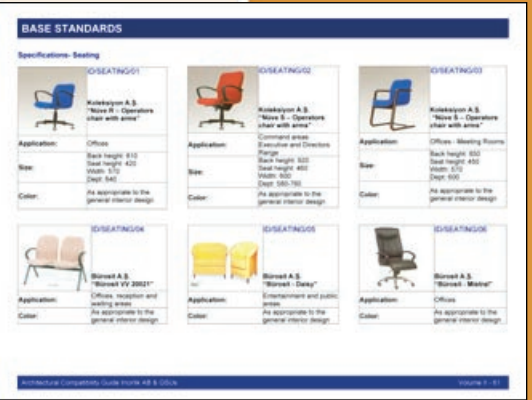 BASE STANDARDS
Specifications- Seating
ID/SEATING/01
Koleksiyon A.Ş.
"Nüve R – Operators
chair with arms"
Application: Offices
Size: Back height: 810
Seat height: 420
Width: 570
Dept: 640
Color: As appropriate to the
general interior design
ID/SEATING/02
Koleksiyon A.Ş.
"Nüve S – Operators
chair with arms"
Application: Command areas
Executive and Directors
Range
Size: Back height: 920
Seat height: 460
Width: 600
Dept: 580-760
Color: As appropriate to the
general interior design
ID/SEATING/03
Koleksiyon A.Ş.
"Nüve S – Operators
chair with arms"
Application: Offices - Meeting Rooms
Size: Back height: 850
Seat height: 450
Width: 570
Dept: 600
Color: As appropriate to the
general interior design
ID/SEATING/04
Bürosit A.Ş.
"Bürosit VV 20021"
Application: Offices, reception and
waiting areas
Color: As appropriate to the
general interior design
ID/SEATING/05
Bürosit A.Ş.
"Bürosit - Daisy"
Application: Entertainment and public
areas
Color: As appropriate to the
general interior design
ID/SEATING/06
Bürosit A.Ş.
"Bürosit - Mistral"
Application: Offices
Color: As appropriate to the
general interior design
Architectural Compatibility Guide AB & OSUs
Volume II - 61